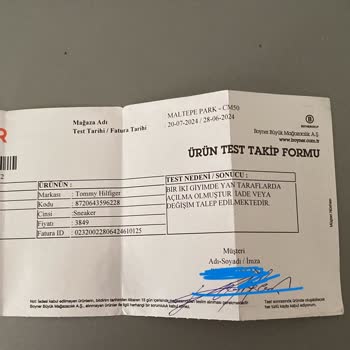 R
Mağaza Adı
MALTEPE PARK - CM50
Test Tarihi / Fatura Tarihi
20-07-2024 / 28-06-2024
B
Boyner Büyük Mağazacılık A.Ş.
www.boyner.com.tr
ÜRÜN TEST TAKİP FORMU
2
ÜRÜNÜN :
Markası : Tommy Hilfiger
Kodu : 8720643596228
Cinsi : Sneaker
Fiyatı : 3849
Fatura ID : 02320022806424610125
TEST NEDENİ / SONUCU :
BIR IKI GIYIMDE YAN TARAFLARDA
AÇILMA OLMUŞTUR. İADE VEYA
DEĞİŞİM TALEP EDİLMEKTEDİR.
Müşteri Nüshası
Müşteri
Adı-Soyadı / İmza